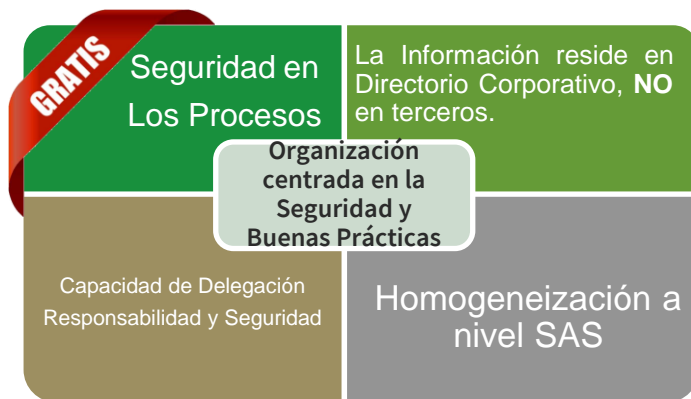 GRATIS
Seguridad en
Los Procesos
La Información reside en
Directorio Corporativo, NO
en terceros.
Organización
centrada en la
Seguridad y
Buenas Prácticas
Capacidad de Delegación
Responsabilidad y Seguridad
Homogeneización a
nivel SAS